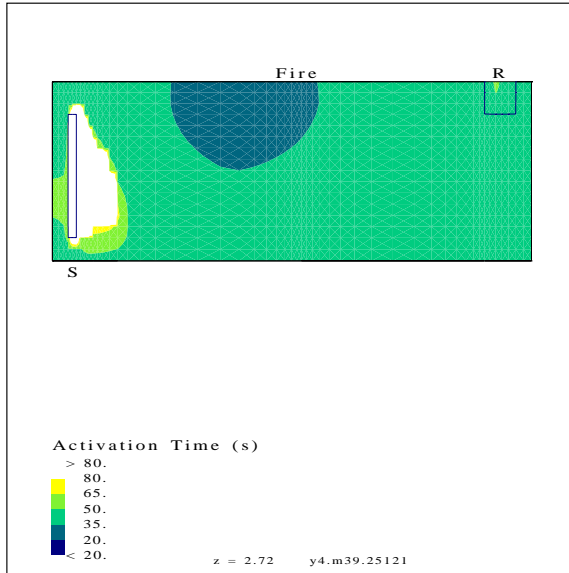 Fire
R
S
Activation Time (s)
> 80.
80.
65.
50.
35.
20.
< 20.
z = 2.72 y4.m39.25121